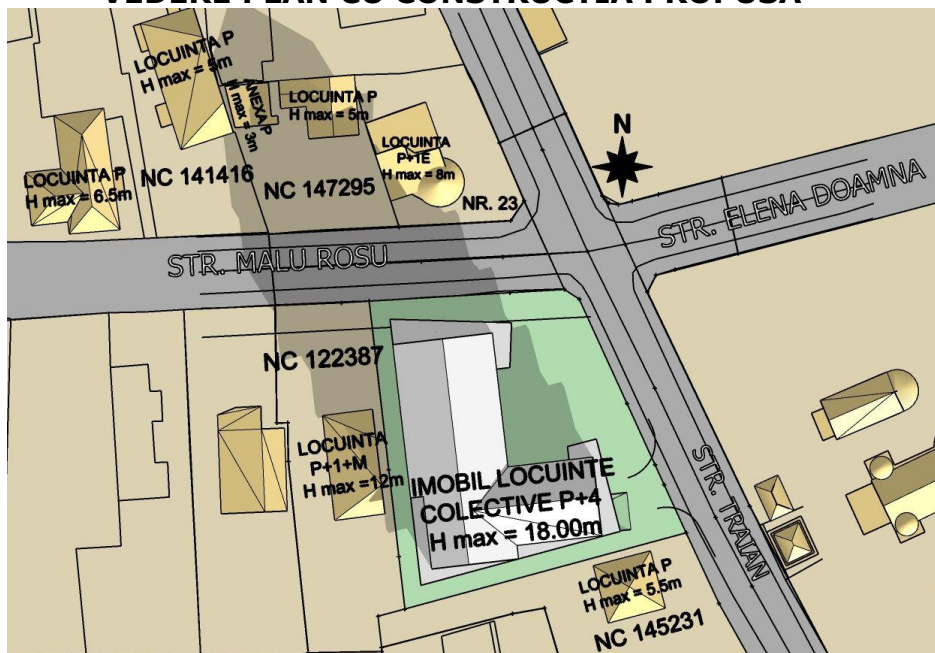 VEDERE PLAN CU CONSTRUCTIA PROPUSA
LOCUINTA P
H max = 5m
ANEXA P
H max = 3m
LOCUINTA P
H max = 5m
LOCUINTA
P+1E
H max = 8m
N
LOCUINTA P
H max = 6.5m
NC 141416
NC 147295
NR. 23
STR. ELENA DOAMNA
STR. MALU ROSU
NC 122387
LOCUINTA
P+1+M
H max =12m
IMOBIL LOCUINTE
COLECTIVE P+4
H max = 18.00m
STR. TRAIAN
LOCUINTA P
H max = 5.5m
NC 145231